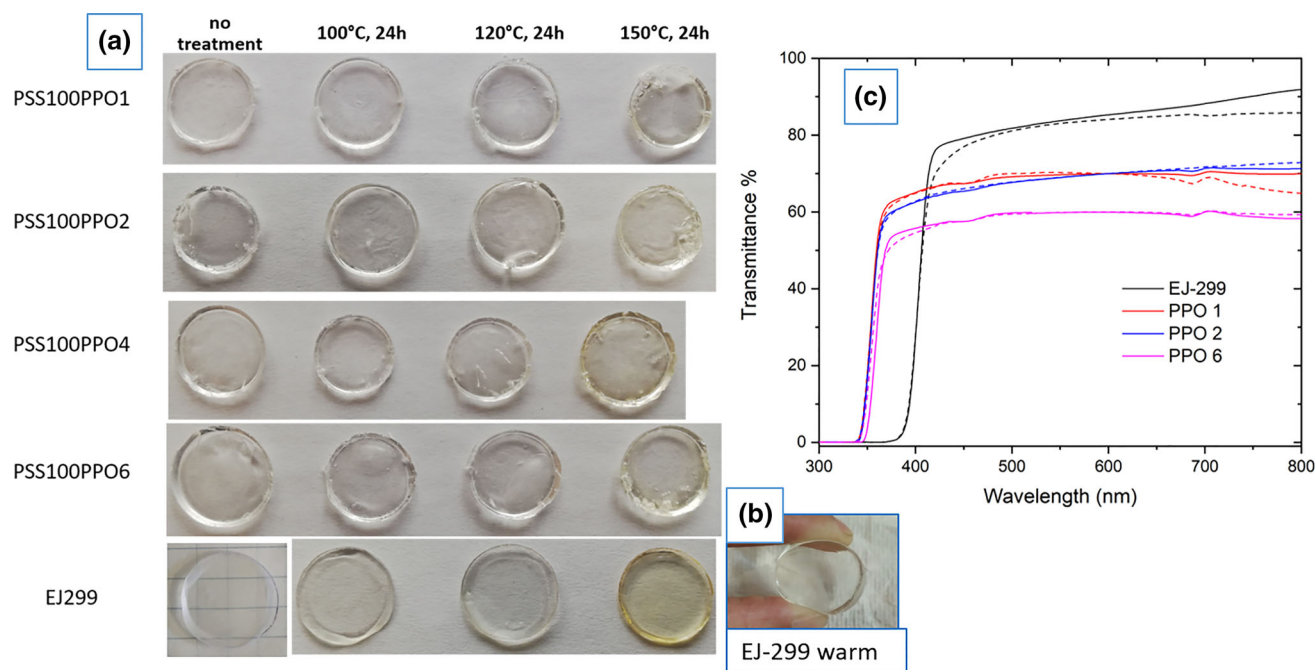 (a)
no
treatment
100°C, 24h
120°C, 24h
150°C, 24h
PSS100PPO1
PSS100PPO2
PSS100PPO4
PSS100PPO6
EJ299
(b)
EJ-299 warm
(c)
100
80
60
40
20
0
Transmittance %
300
400
500
600
700
800
Wavelength (nm)
EJ-299
PPO 1
PPO 2
PPO 6